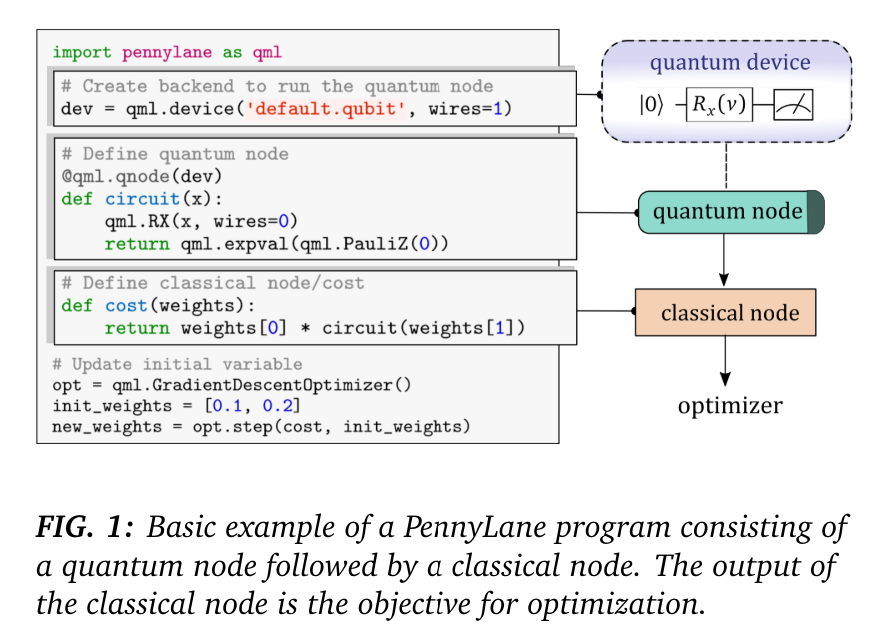 import pennylane as qml
# Create backend to run the quantum node
dev = qml.device('default.qubit', wires=1)
# Define quantum node
@qml.qnode(dev)
def circuit(x):
    qml.RX(x, wires=0)
    return qml.expval(qml.PauliZ(0))
# Define classical node/cost
def cost(weights):
    return weights[0] * circuit(weights[1])
# Update initial variable
opt = qml.GradientDescentOptimizer()
init_weights = [0.1, 0.2]
new_weights = opt.step(cost, init_weights)
quantum device
|0⟩ Rx(v)
quantum node
classical node
optimizer
FIG. 1: Basic example of a PennyLane program consisting of
a quantum node followed by a classical node. The output of
the classical node is the objective for optimization.